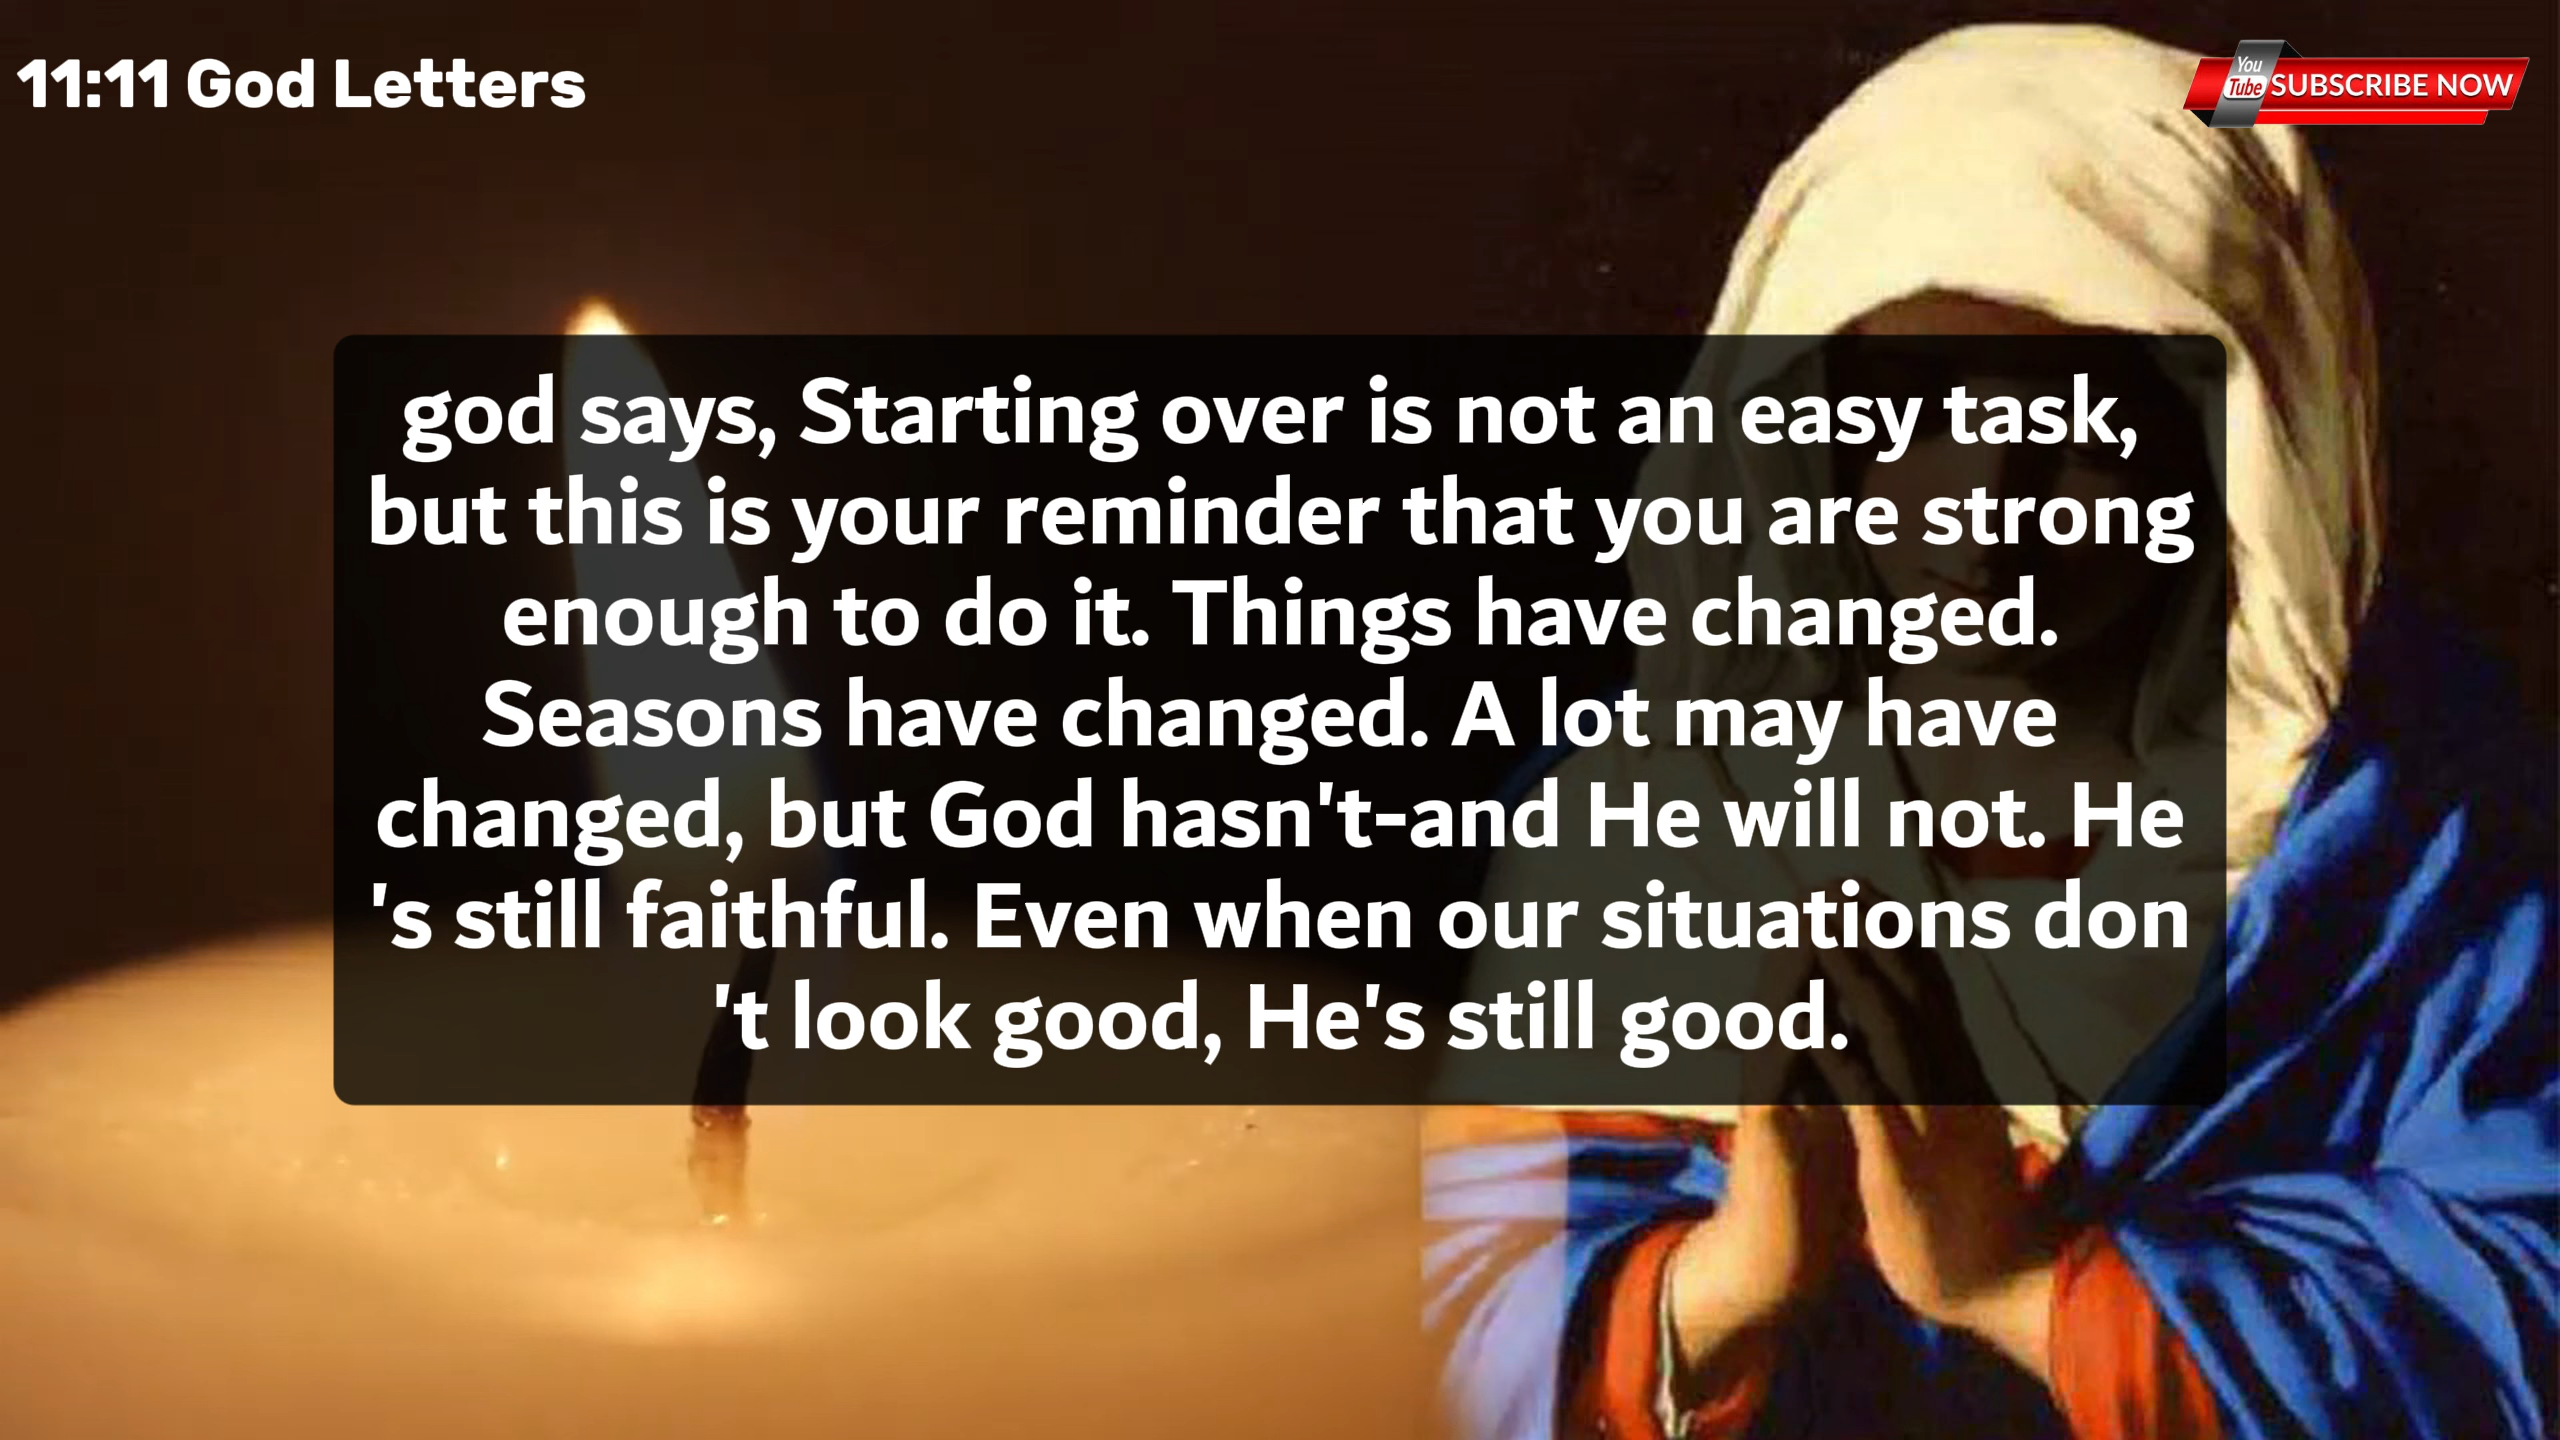 11:11 God Letters
You
Tube
SUBSCRIBE NOW
god says, Starting over is not an easy task,
but this is your reminder that you are strong
enough to do it. Things have changed.
Seasons have changed. A lot may have
changed, but God hasn't-and He will not. He
's still faithful. Even when our situations don
't look good, He's still good.